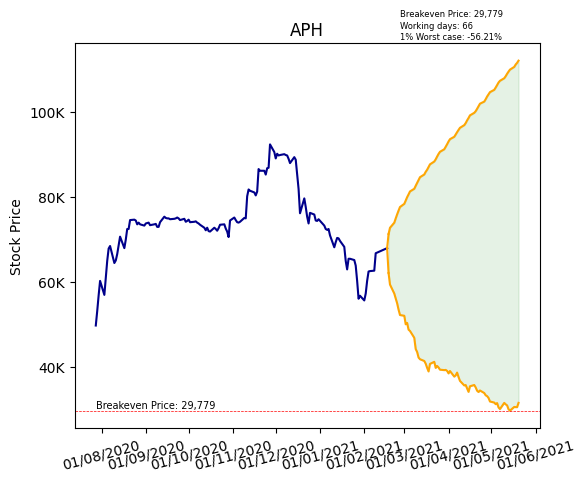 Breakeven Price: 29,779
Working days: 66
1% Worst case: -56.21%
APH
Stock Price
100K
80K
60K
40K
Breakeven Price: 29,779
01/08/2020 01/09/2020 01/10/2020 01/11/2020 01/12/2020 01/01/2021 01/02/2021 01/03/2021 01/04/2021 01/05/2021 01/06/2021